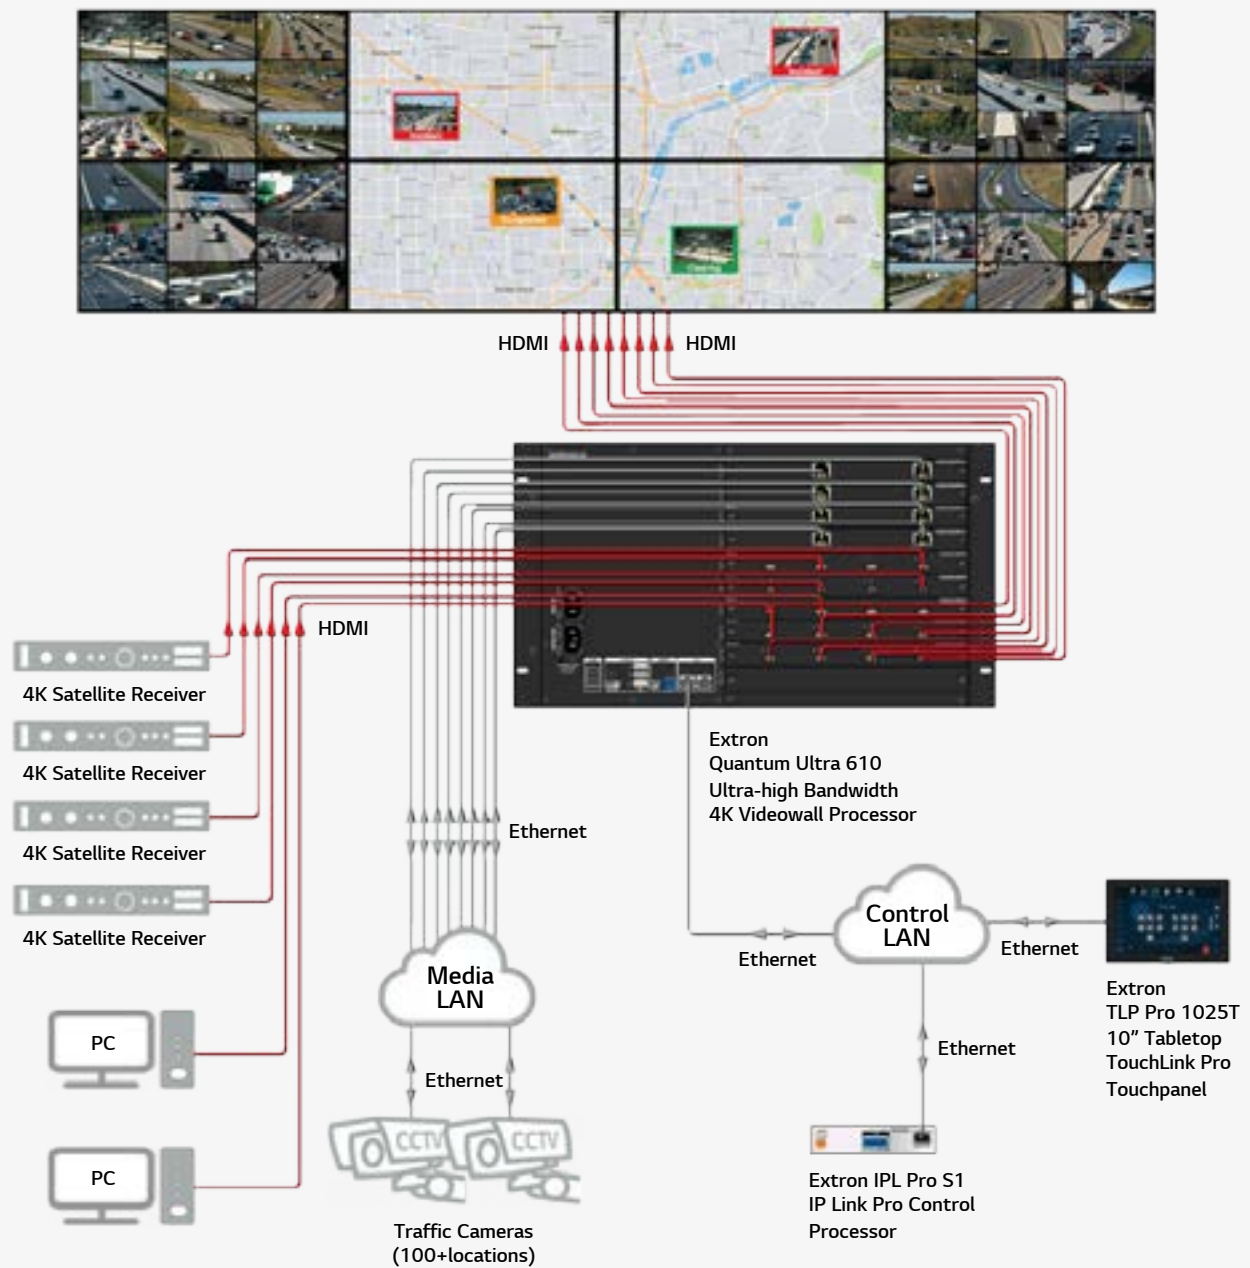 HDMI
HDMI
HDMI
4K Satellite Receiver
4K Satellite Receiver
4K Satellite Receiver
4K Satellite Receiver
Extron
Quantum Ultra 610
Ultra-high Bandwidth
4K Videowall Processor
Ethernet
Media
LAN
Control
LAN
Ethernet
Ethernet
Extron
TLP Pro 1025T
10” Tabletop
TouchLink Pro
Touchpanel
PC
Ethernet
Ethernet
CCTV
CCTV
PC
Extron IPL Pro S1
IP Link Pro Control
Processor
Traffic Cameras
(100+locations)